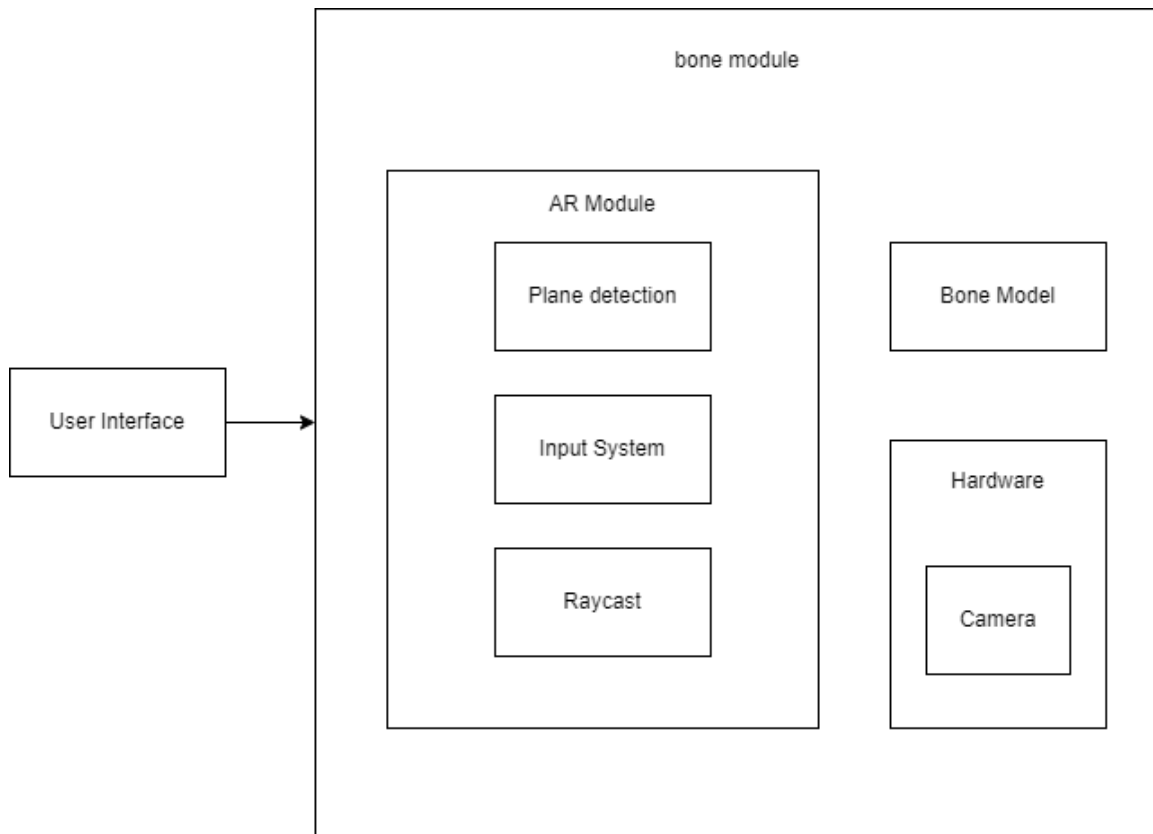 bone module
AR Module
Plane detection
Bone Model
User Interface
Input System
Hardware
Raycast
Camera